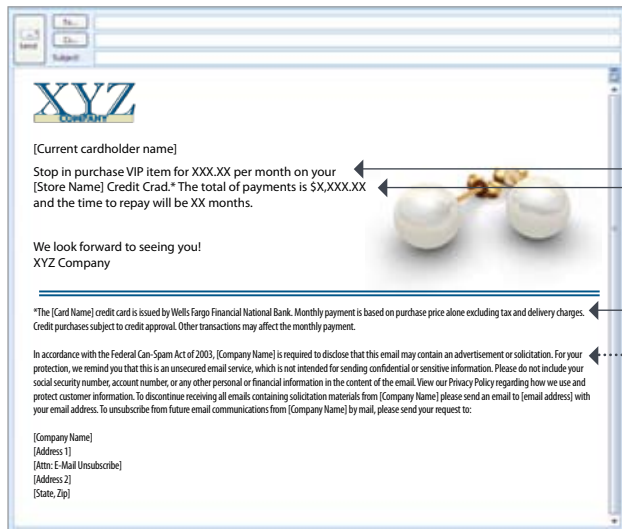 To...
Cc...
Send
Subject:
XYZ
COMPANY
[Current cardholder name]
Stop in purchase VIP item for XXX.XX per month on your
[Store Name] Credit Crad.* The total of payments is $X,XXX.XX
and the time to repay will be XX months.
We look forward to seeing you!
XYZ Company
*The [Card Name] credit card is issued by Wells Fargo Financial National Bank. Monthly payment is based on purchase price alone excluding tax and delivery charges.
Credit purchases subject to credit approval. Other transactions may affect the monthly payment.
In accordance with the Federal Can-Spam Act of 2003, [Company Name] is required to disclose that this email may contain an advertisement or solicitation. For your
protection, we remind you that this is an unsecured email service, which is not intended for sending confidential or sensitive information. Please do not include your
social security number, account number, or any other personal or financial information in the content of the email. View our Privacy Policy regarding how we use and
protect customer information. To discontinue receiving all emails containing solicitation materials from [Company Name] please send an email to [email address] with
your email address. To unsubscribe from future email communications from [Company Name] by mail, please send your request to:
[Company Name]
[Address 1]
[Attn: E-Mail Unsubscribe]
[Address 2]
[State, Zip]